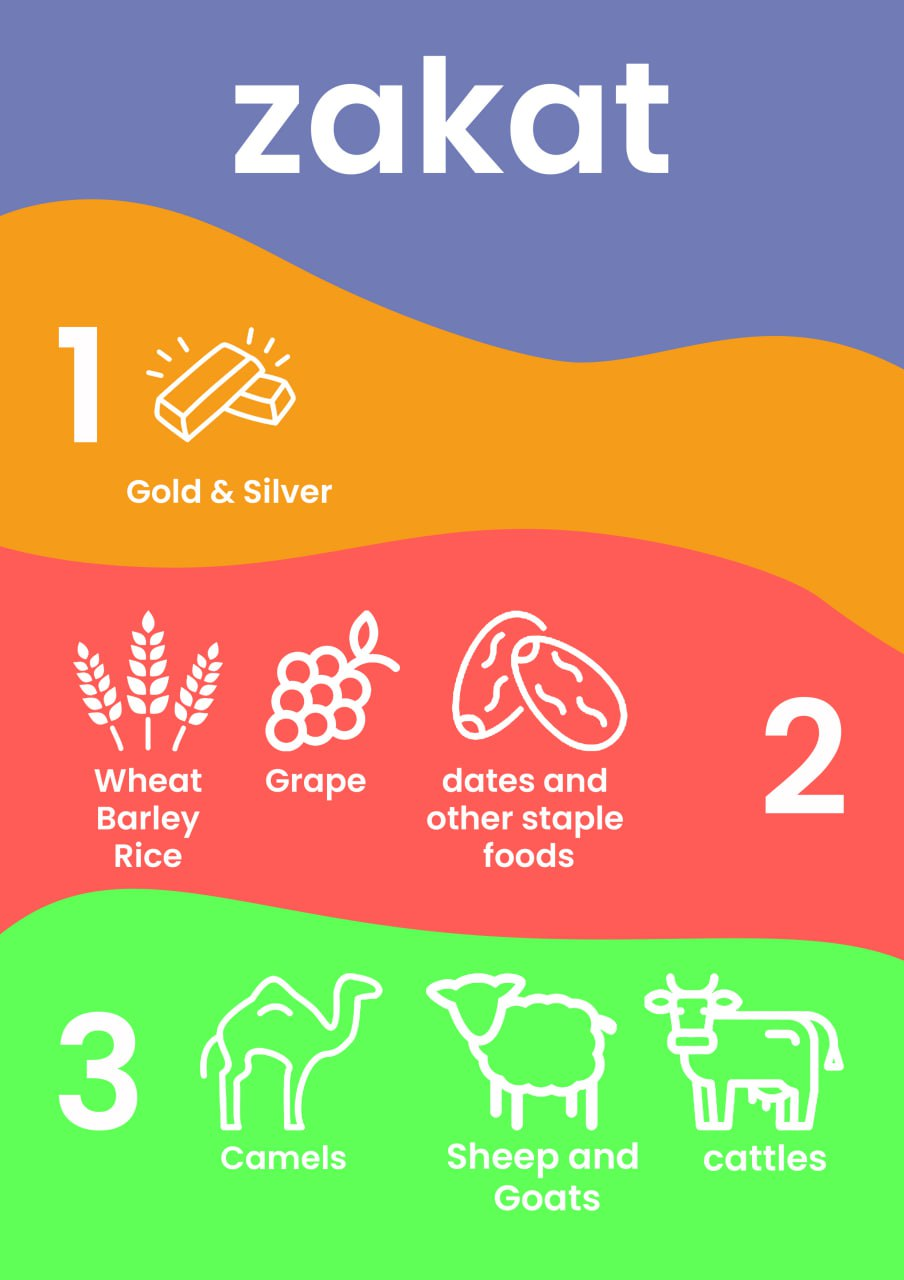 zakat
1
Gold & Silver
Wheat
Barley
Rice
Grape
dates and
other staple
foods
2
3
Camels
Sheep and
Goats
cattles